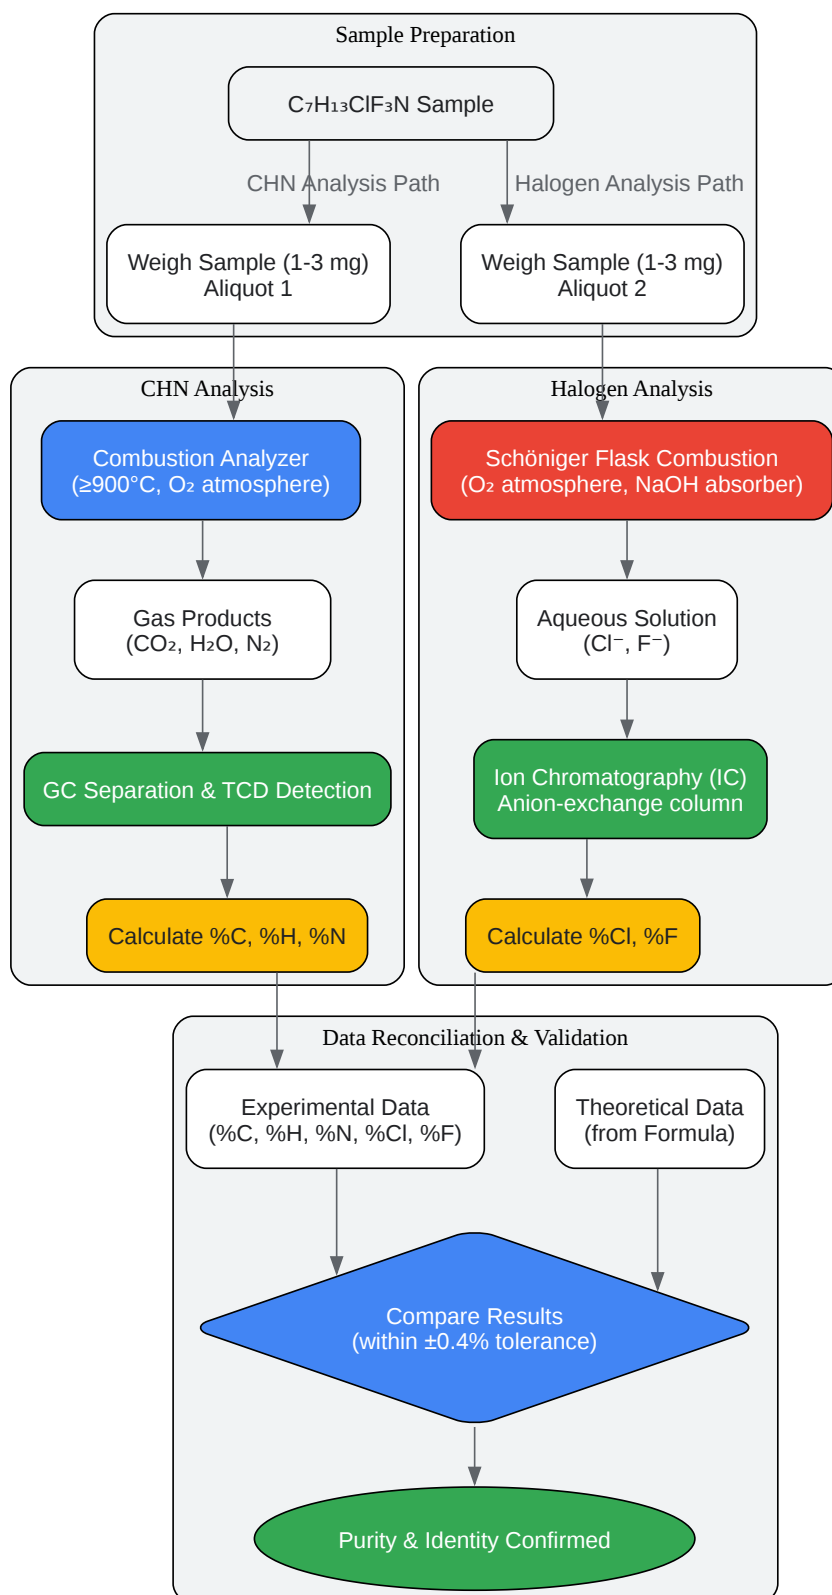 Sample Preparation
C₇H₁₃ClF₃N Sample
CHN Analysis Path
Halogen Analysis Path
Weigh Sample (1-3 mg)
Aliquot 1
Weigh Sample (1-3 mg)
Aliquot 2
CHN Analysis
Combustion Analyzer
(≥900°C, O₂ atmosphere)
Gas Products
(CO₂, H₂O, N₂)
GC Separation & TCD Detection
Calculate %C, %H, %N
Halogen Analysis
Schöniger Flask Combustion
(O₂ atmosphere, NaOH absorber)
Aqueous Solution
(Cl⁻, F⁻)
Ion Chromatography (IC)
Anion-exchange column
Calculate %Cl, %F
Data Reconciliation & Validation
Experimental Data
(%C, %H, %N, %Cl, %F)
Theoretical Data
(from Formula)
Compare Results
(within ±0.4% tolerance)
Purity & Identity Confirmed